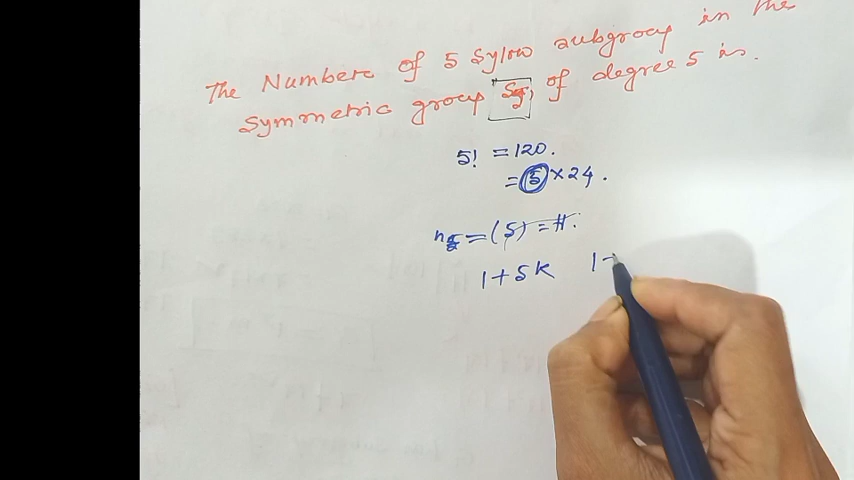 The Numbers of 5 Sylow subgroup in the
Symmetric group S5, of degree 5 is.
5! = 120.
= 5 × 24.
n5 = (5) = H.
1+5K 1+